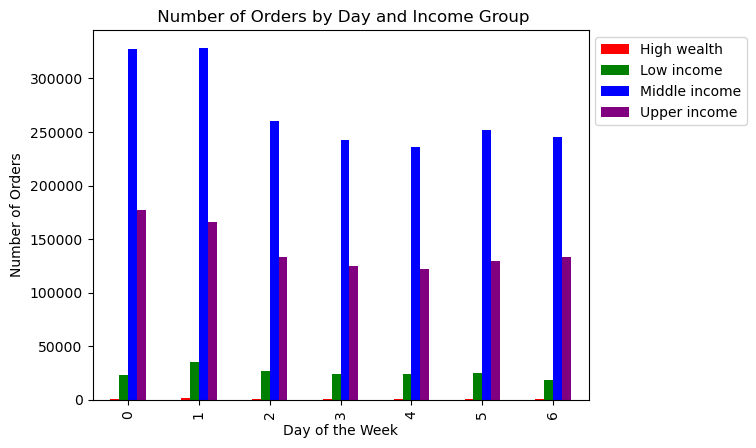 Number of Orders by Day and Income Group
High wealth
Low income
Middle income
Upper income
Number of Orders
300000
250000
200000
150000
100000
50000
0
0 1 2 3 4 5 6
Day of the Week